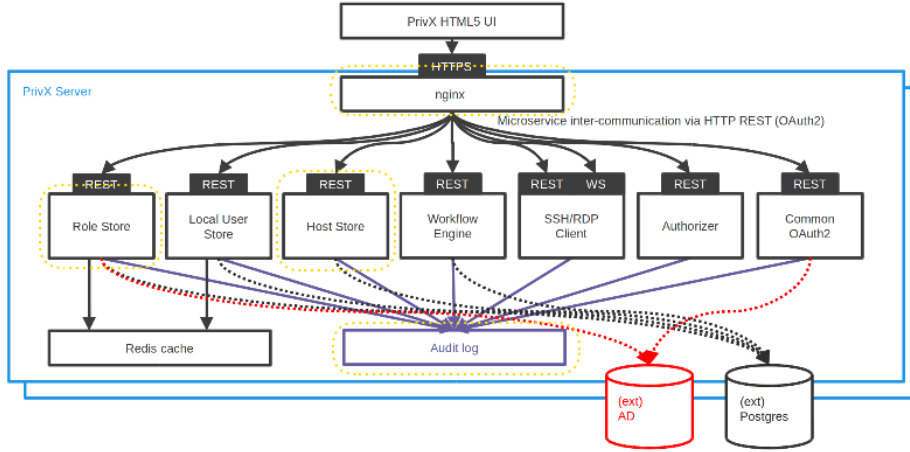 PrivX HTML5 UI
HTTPS
PrivX Server
nginx
Microservice inter-communication via HTTP REST (OAuth2)
REST
REST
REST
REST
REST WS
REST
REST
Role Store
Local User
Store
Host Store
Workflow
Engine
SSH/RDP
Client
Authorizer
Common
OAuth2
Redis cache
Audit log
(ext)
AD
(ext)
Postgres